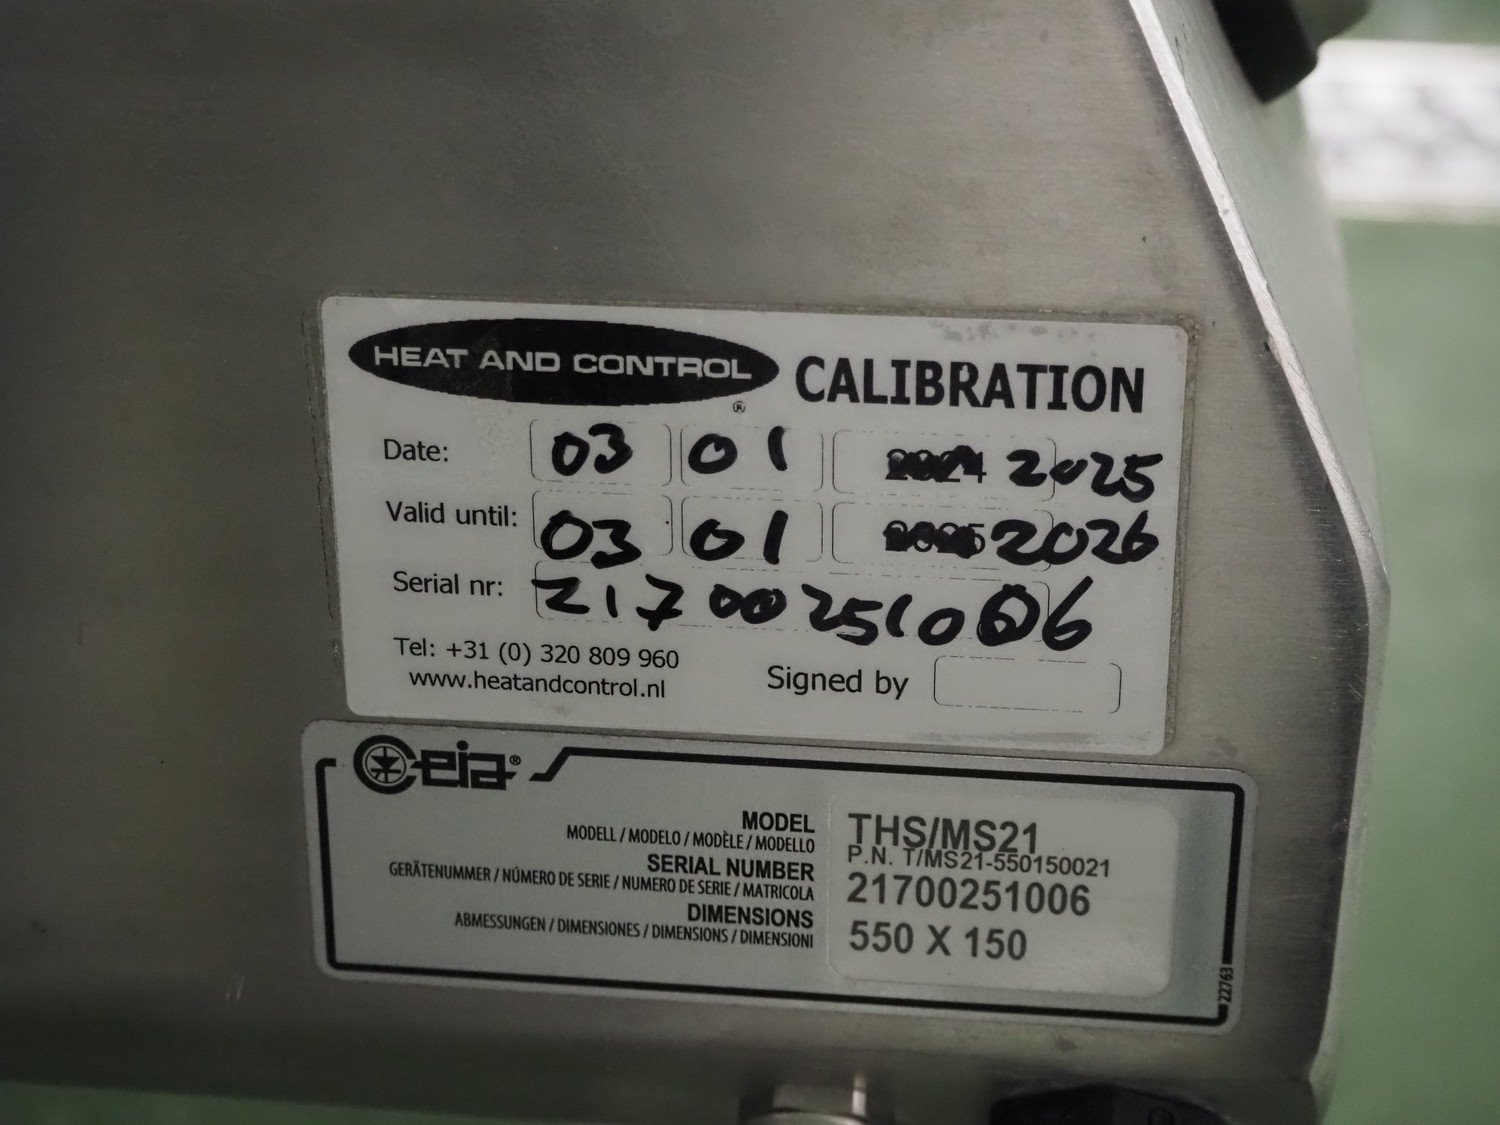 HEAT AND CONTROL ® CALIBRATION
Date: 03 01 2024 2025
Valid until: 03 01 2025 2026
Serial nr: 21700251006
Tel: +31 (0) 320 809 960
www.heatandcontrol.nl
Signed by
Ceia®
MODEL THS/MS21
MODELL / MODELO / MODÈLE / MODELLO P.N. T/MS21-550150021
SERIAL NUMBER 21700251006
GERÄTENUMMER / NÚMERO DE SERIE / NUMERO DE SERIE / MATRICOLA
DIMENSIONS 550 X 150
ABMESSUNGEN / DIMENSIONES / DIMENSIONS / DIMENSIONI
22763